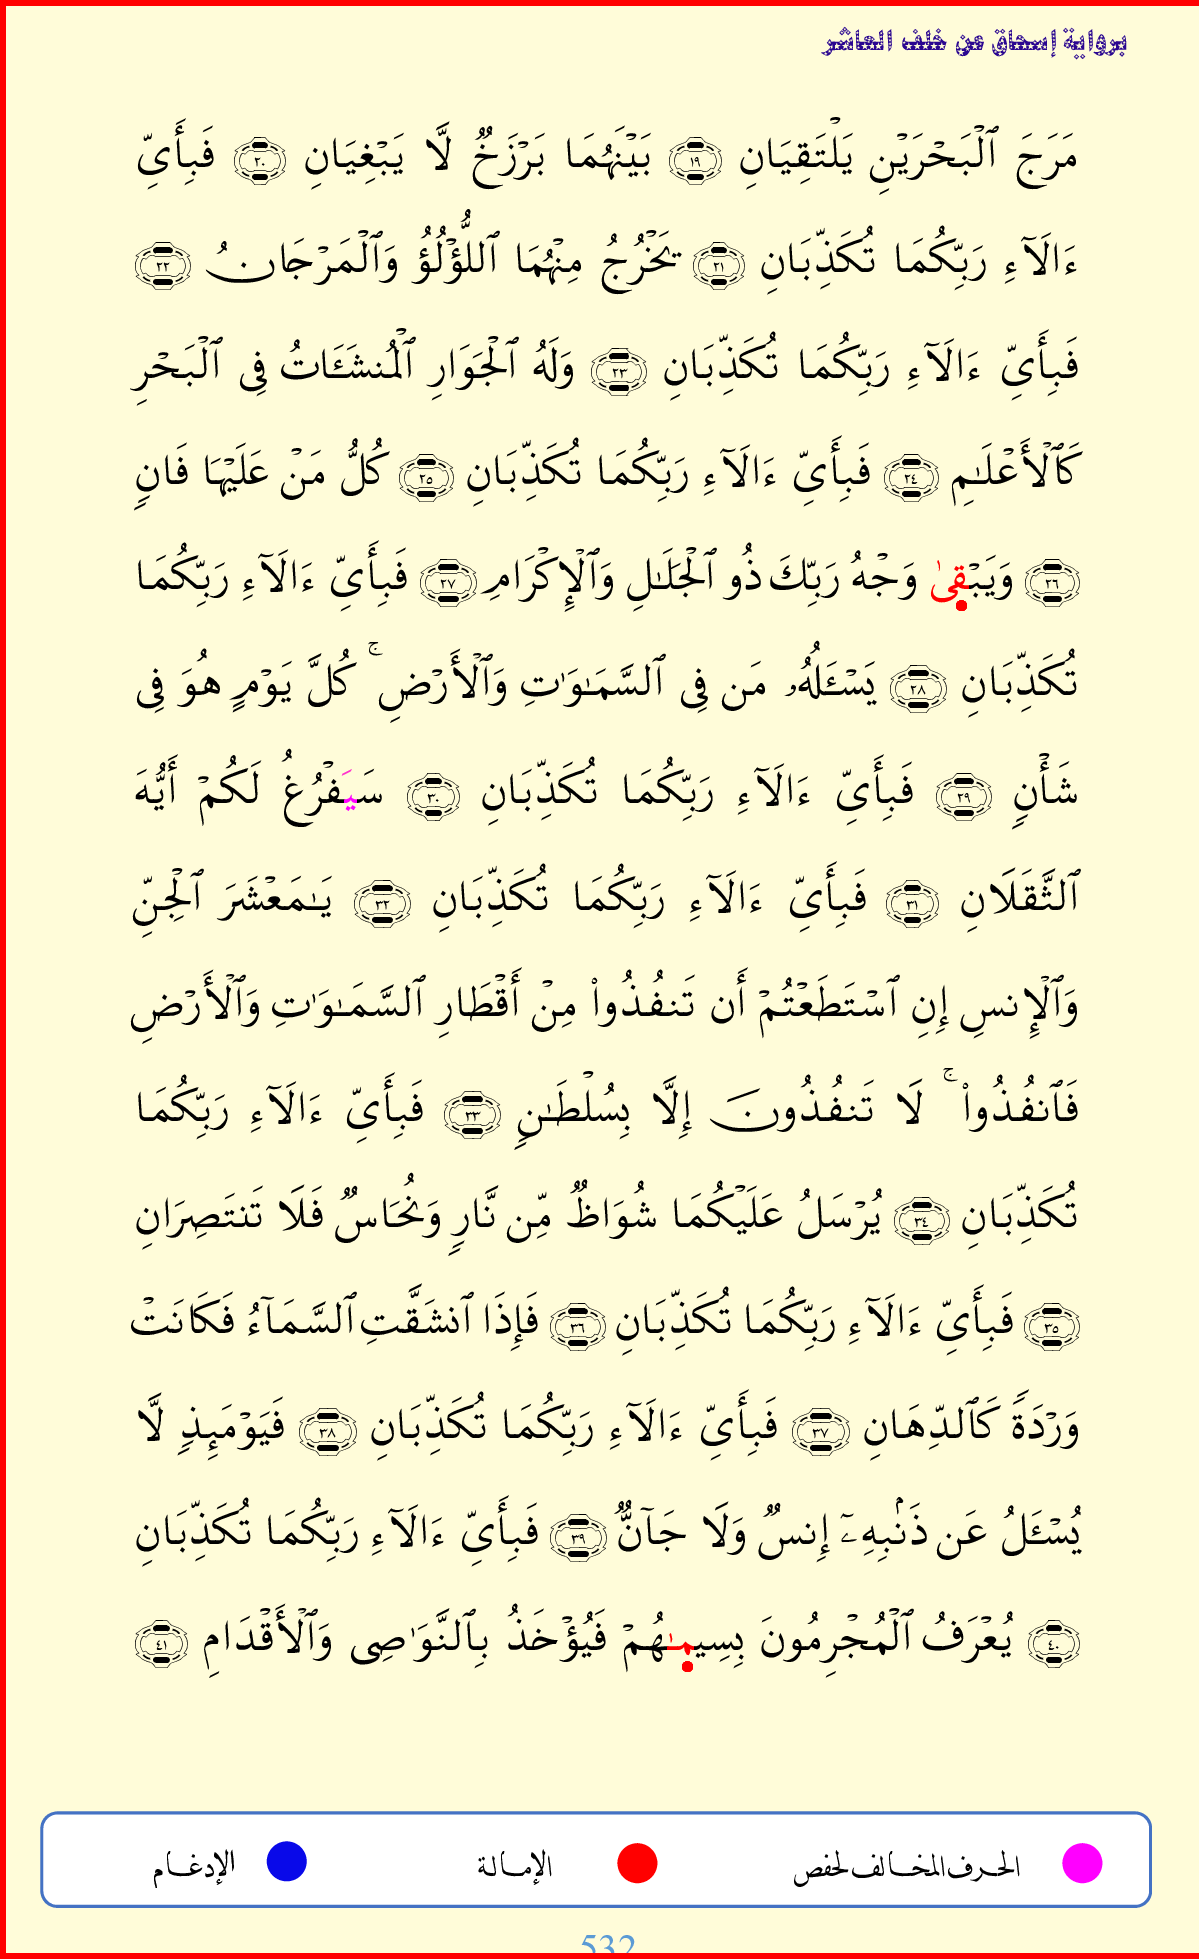 برواية إسحاق عن خلف العاشر
مَرَجَ ٱلۡبَحۡرَيۡنِ يَلۡتَقِيَانِ ١٩ بَيۡنَهُمَا بَرۡزَخٞ لَّا يَبۡغِيَانِ ٢٠ فَبِأَيِّ
ءَالَآءِ رَبِّكُمَا تُكَذِّبَانِ ٢١ يَخۡرُجُ مِنۡهُمَا ٱللُّؤۡلُؤُ وَٱلۡمَرۡجَانُ ٢٢
فَبِأَيِّ ءَالَآءِ رَبِّكُمَا تُكَذِّبَانِ ٢٣ وَلَهُ ٱلۡجَوَارِ ٱلۡمُنشَـَٔاتُ فِي ٱلۡبَحۡرِ
كَٱلۡأَعۡلَٰمِ ٢٤ فَبِأَيِّ ءَالَآءِ رَبِّكُمَا تُكَذِّبَانِ ٢٥ كُلُّ مَنۡ عَلَيۡهَا فَانٖ
٢٦ وَيَبۡقىٰ وَجۡهُ رَبِّكَ ذُو ٱلۡجَلَٰلِ وَٱلۡإِكۡرَامِ ٢٧ فَبِأَيِّ ءَالَآءِ رَبِّكُمَا
تُكَذِّبَانِ ٢٨ يَسۡـَٔلُهُۥ مَن فِي ٱلسَّمَٰوَٰتِ وَٱلۡأَرۡضِۚ كُلَّ يَوۡمٍ هُوَ فِي
شَأۡنٖ ٢٩ فَبِأَيِّ ءَالَآءِ رَبِّكُمَا تُكَذِّبَانِ ٣٠ سَيَفۡرُغُ لَكُمۡ أَيُّهَ
ٱلثَّقَلَانِ ٣١ فَبِأَيِّ ءَالَآءِ رَبِّكُمَا تُكَذِّبَانِ ٣٢ يَٰمَعۡشَرَ ٱلۡجِنِّ
وَٱلۡإِنسِ إِنِ ٱسۡتَطَعۡتُمۡ أَن تَنفُذُواْ مِنۡ أَقۡطَارِ ٱلسَّمَٰوَٰتِ وَٱلۡأَرۡضِ
فَٱنفُذُواْۚ لَا تَنفُذُونَ إِلَّا بِسُلۡطَٰنٖ ٣٣ فَبِأَيِّ ءَالَآءِ رَبِّكُمَا
تُكَذِّبَانِ ٣٤ يُرۡسَلُ عَلَيۡكُمَا شُوَاظٞ مِّن نَّارٖ وَنُحَاسٞ فَلَا تَنتَصِرَانِ
٣٥ فَبِأَيِّ ءَالَآءِ رَبِّكُمَا تُكَذِّبَانِ ٣٦ فَإِذَا ٱنشَقَّتِ ٱلسَّمَآءُ فَكَانَتۡ
وَرۡدَةٗ كَٱلدِّهَانِ ٣٧ فَبِأَيِّ ءَالَآءِ رَبِّكُمَا تُكَذِّبَانِ ٣٨ فَيَوۡمَئِذٖ لَّا
يُسۡـَٔلُ عَن ذَنۢبِهِۦٓ إِنسٞ وَلَا جَآنّٞ ٣٩ فَبِأَيِّ ءَالَآءِ رَبِّكُمَا تُكَذِّبَانِ
٤٠ يُعۡرَفُ ٱلۡمُجۡرِمُونَ بِسِيمٰهُمۡ فَيُؤۡخَذُ بِٱلنَّوَٰصِي وَٱلۡأَقۡدَامِ ٤١
الحرف المخالف لحفص الإمالة الإدغام
532